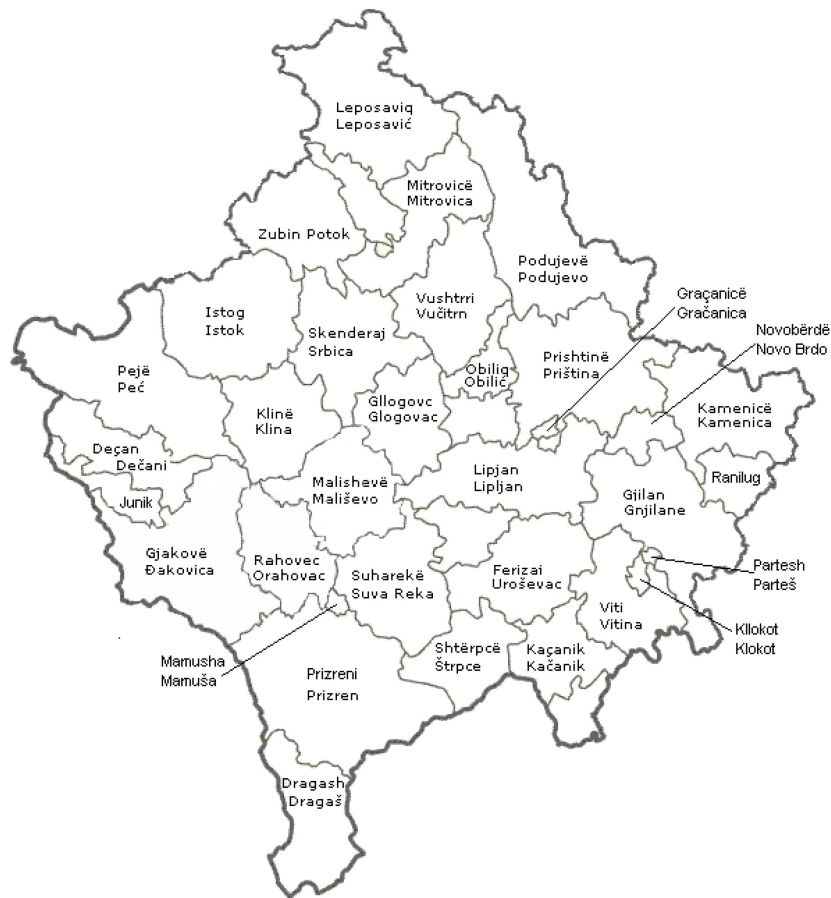 Leposaviq
Leposavić
Mitrovicë
Mitrovica
Zubin Potok
Podujevë
Podujevo
Graçanicë
Gračanica
Istog
Istok
Vushtrri
Vučitrn
Novobërdë
Novo Brdo
Skenderaj
Srbica
Pejë
Peć
Obiliq
Obilić
Prishtinë
Priština
Gllogovc
Glogovac
Klinë
Klina
Kamenicë
Kamenica
Deçan
Dečani
Malishevë
Mališevo
Lipjan
Lipljan
Ranilug
Junik
Gjilan
Gnjilane
Gjakovë
Đakovica
Rahovec
Orahovac
Suharekë
Suva Reka
Ferizai
Uroševac
Partesh
Parteš
Viti
Vitina
Kllokot
Klokot
Mamusha
Mamuša
Shtërpcë
Štrpce
Kaçanik
Kačanik
Prizreni
Prizren
Dragash
Dragaš